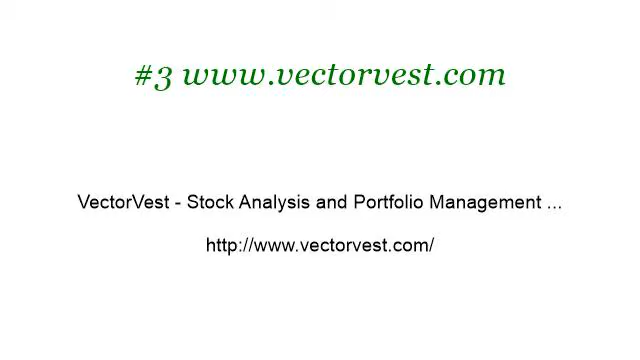 #3 www.vectorvest.com
VectorVest - Stock Analysis and Portfolio Management ...
http://www.vectorvest.com/